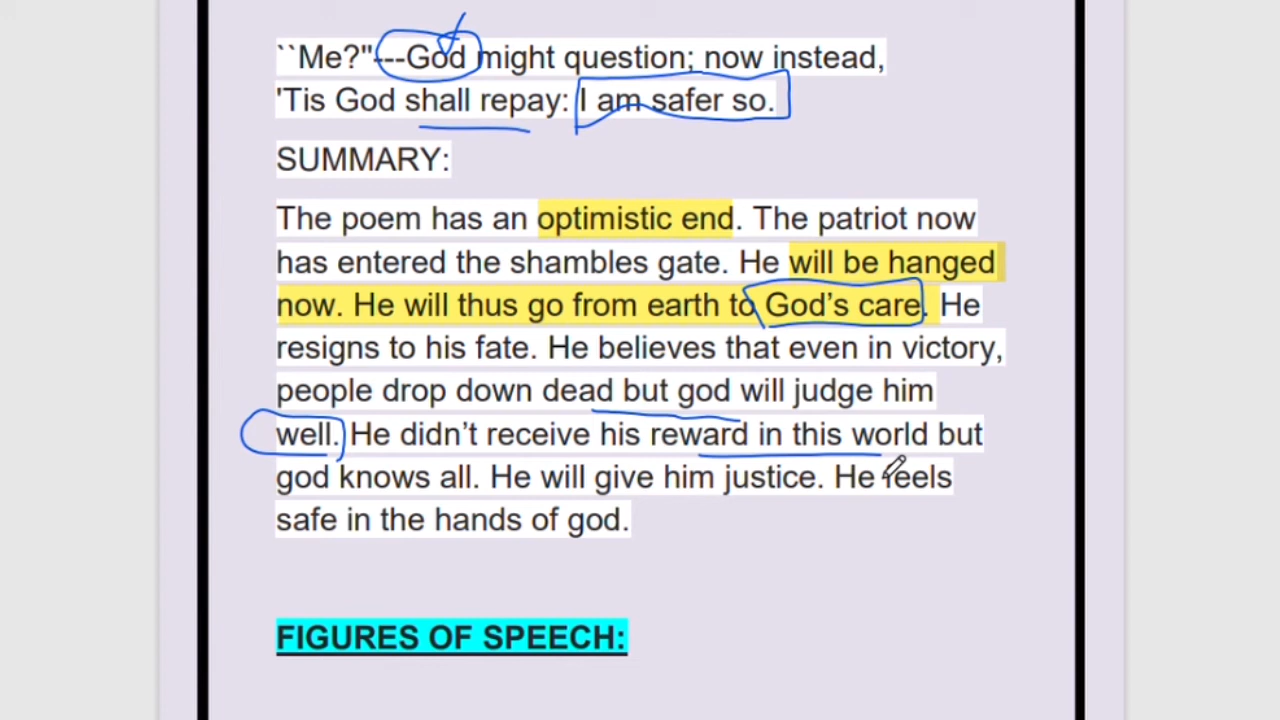 ``Me?"---God might question; now instead,
'Tis God shall repay: I am safer so.
SUMMARY:
The poem has an optimistic end. The patriot now
has entered the shambles gate. He will be hanged
now. He will thus go from earth to God’s care. He
resigns to his fate. He believes that even in victory,
people drop down dead but god will judge him
well. He didn’t receive his reward in this world but
god knows all. He will give him justice. He feels
safe in the hands of god.
FIGURES OF SPEECH: